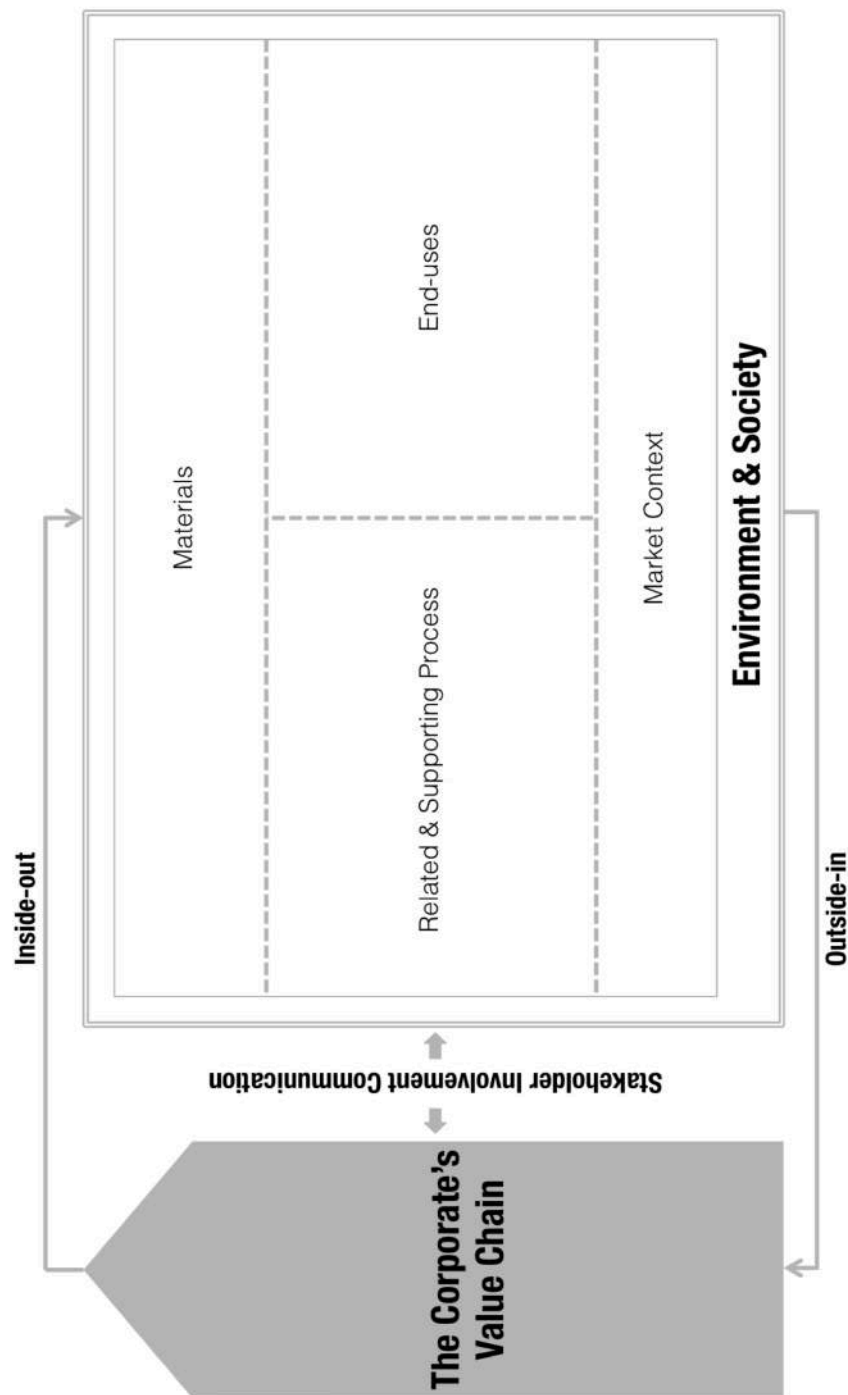 Inside-out
The Corporate's
Value Chain
Stakeholder Involvement Communication
Materials
Related & Supporting Process
End-uses
Market Context
Environment & Society
Outside-in